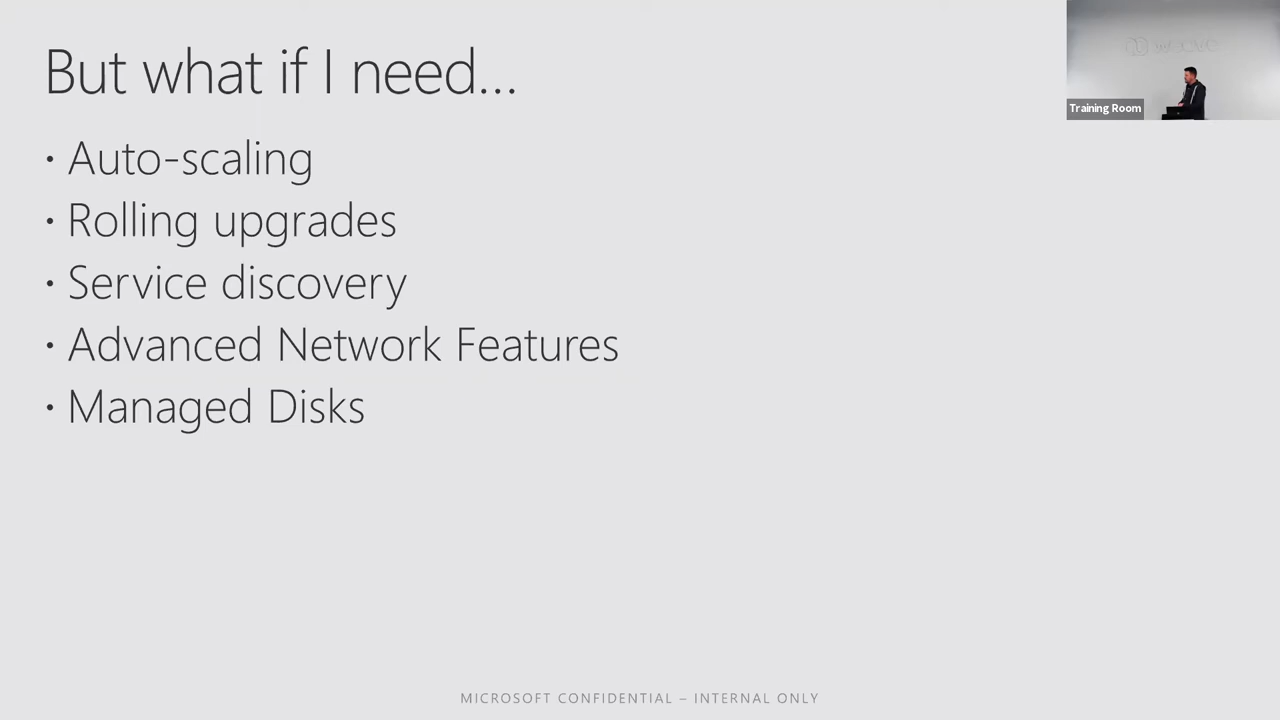 But what if I need...
• Auto-scaling
• Rolling upgrades
• Service discovery
• Advanced Network Features
• Managed Disks
Training Room
MICROSOFT CONFIDENTIAL – INTERNAL ONLY